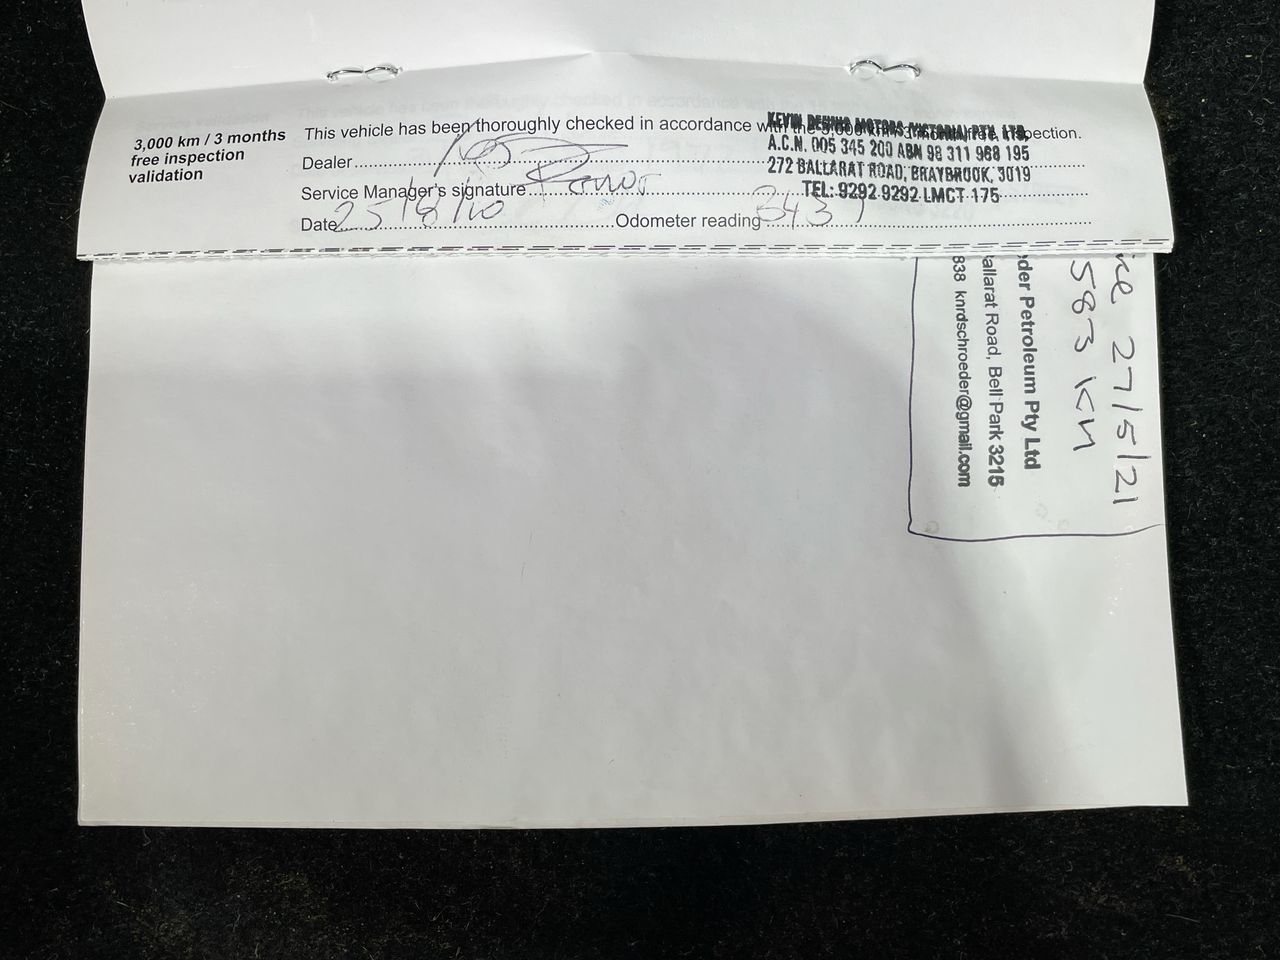 3,000 km / 3 months
free inspection
validation
This vehicle has been thoroughly checked in accordance with the 3,000 km / 3 months free inspection.
KEVIN DENNIS MOTORS (VICTORIA) PTY. LTD.
A.C.N. 005 345 200 ABN 98 311 968 195
272 BALLARAT ROAD, BRAYBROOK, 3019
TEL: 9292 9292 LMCT 175
Dealer
Service Manager's signature
Date 25/8/10 Odometer reading 3439
27/5/21
583 KM
der Petroleum Pty Ltd
allarat Road, Bell Park 3215
838 knrdschroeder@gmail.com